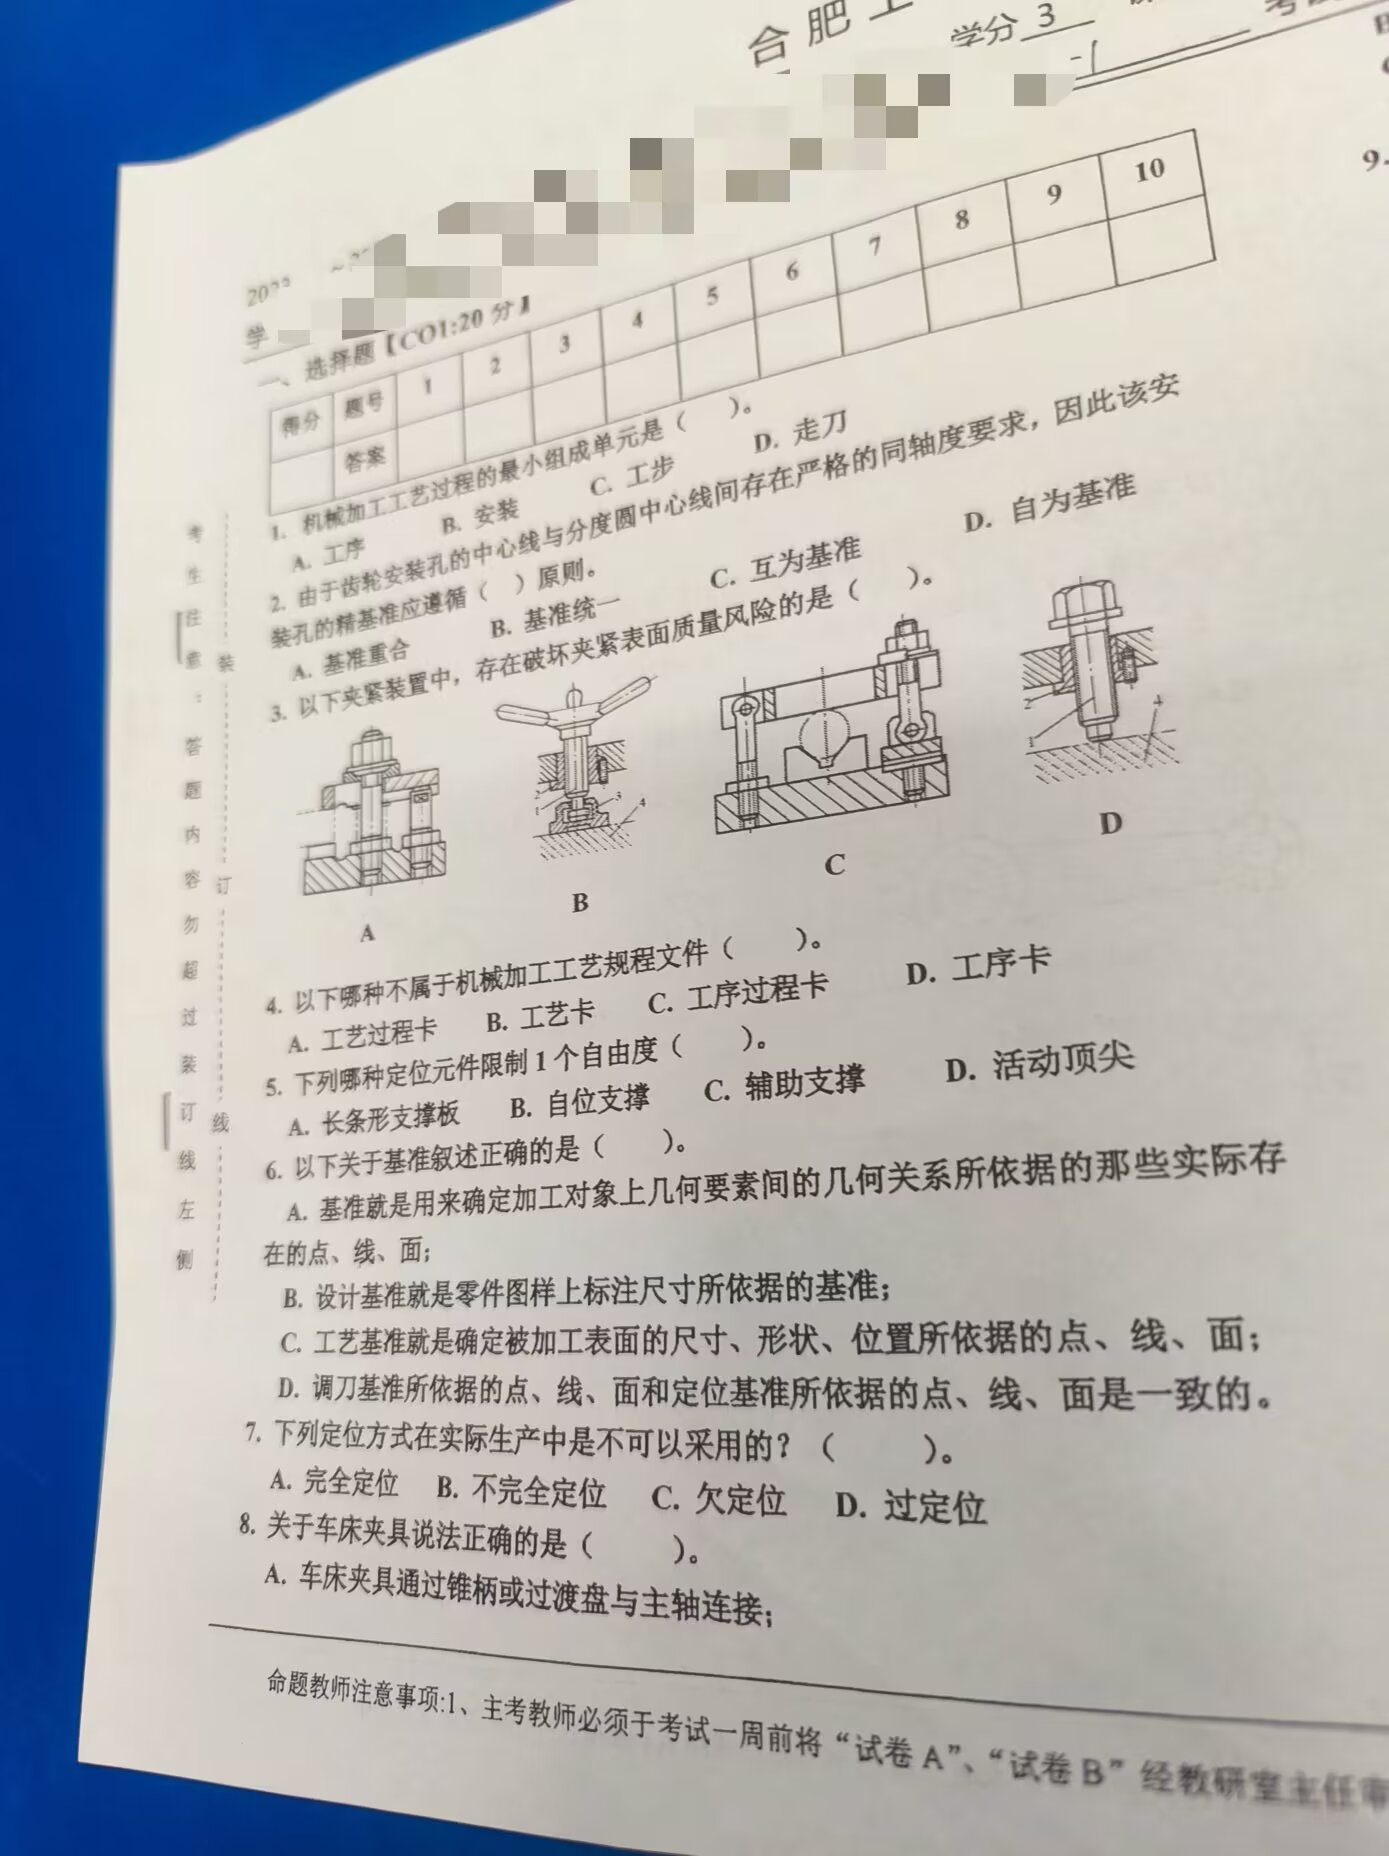 合肥工
学分 3
-1
2022
学
一、选择题【CO1:20分】
得分 题号 1 2 3 4 5 6 7 8 9 10
答案
1. 机械加工工艺过程的最小组成单元是（ ）。
A. 工序 B. 安装 C. 工步 D. 走刀
2. 由于齿轮安装孔的中心线与分度圆中心线间存在严格的同轴度要求，因此该安
装孔的精基准应遵循（ ）原则。
A. 基准重合 B. 基准统一 C. 互为基准 D. 自为基准
3. 以下夹紧装置中，存在破坏夹紧表面质量风险的是（ ）。
2 1 3 4
2 1 4
A B C D
4. 以下哪种不属于机械加工工艺规程文件（ ）。
A. 工艺过程卡 B. 工艺卡 C. 工序过程卡 D. 工序卡
5. 下列哪种定位元件限制1个自由度（ ）。
A. 长条形支撑板 B. 自位支撑 C. 辅助支撑 D. 活动顶尖
6. 以下关于基准叙述正确的是（ ）。
A. 基准就是用来确定加工对象上几何要素间的几何关系所依据的那些实际存
在的点、线、面；
B. 设计基准就是零件图样上标注尺寸所依据的基准；
C. 工艺基准就是确定被加工表面的尺寸、形状、位置所依据的点、线、面；
D. 调刀基准所依据的点、线、面和定位基准所依据的点、线、面是一致的。
7. 下列定位方式在实际生产中是不可以采用的？（ ）。
A. 完全定位 B. 不完全定位 C. 欠定位 D. 过定位
8. 关于车床夹具说法正确的是（ ）。
A. 车床夹具通过锥柄或过渡盘与主轴连接；
命题教师注意事项:1、主考教师必须于考试一周前将“试卷A”、“试卷B”经教研室主任审
考生注意：答题内容勿超过装订线左侧
装订线
9.